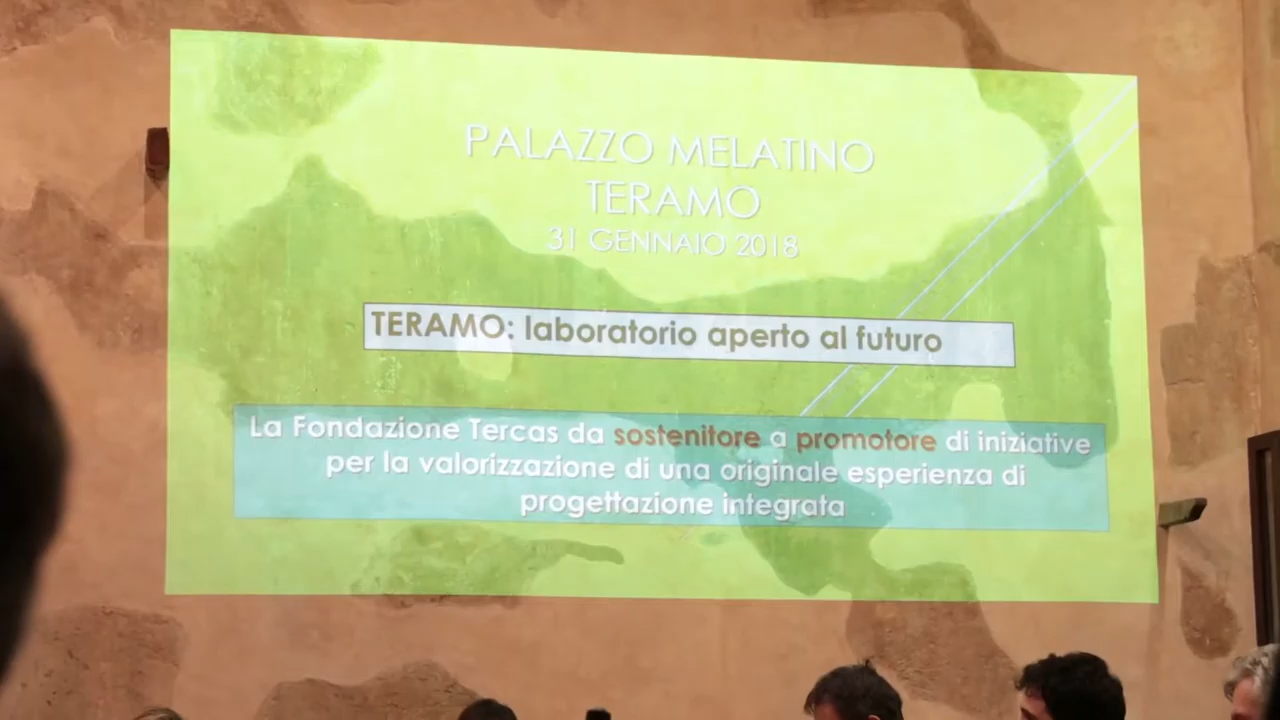 PALAZZO MELATINO
TERAMO
31 GENNAIO 2018
TERAMO: laboratorio aperto al futuro
La Fondazione Tercas da sostenitore a promotore di iniziative
per la valorizzazione di una originale esperienza di
progettazione integrata